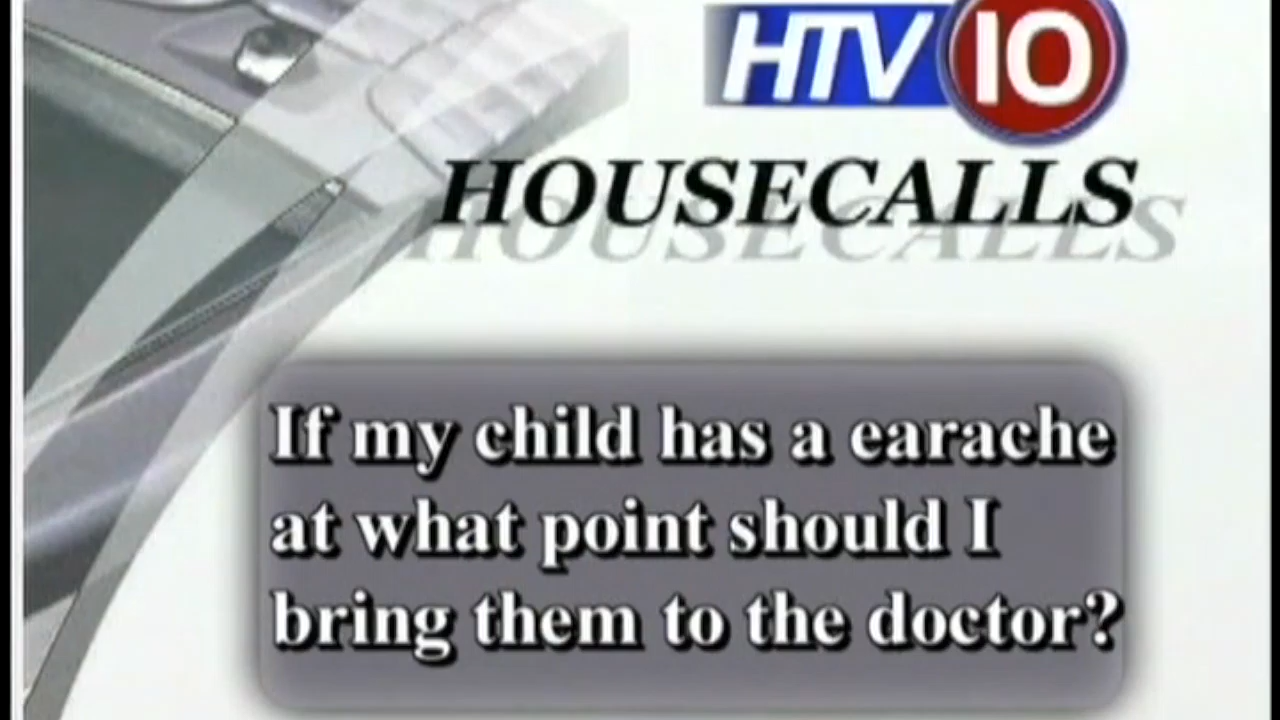 HTV 10
HOUSECALLS
If my child has a earache
at what point should I
bring them to the doctor?